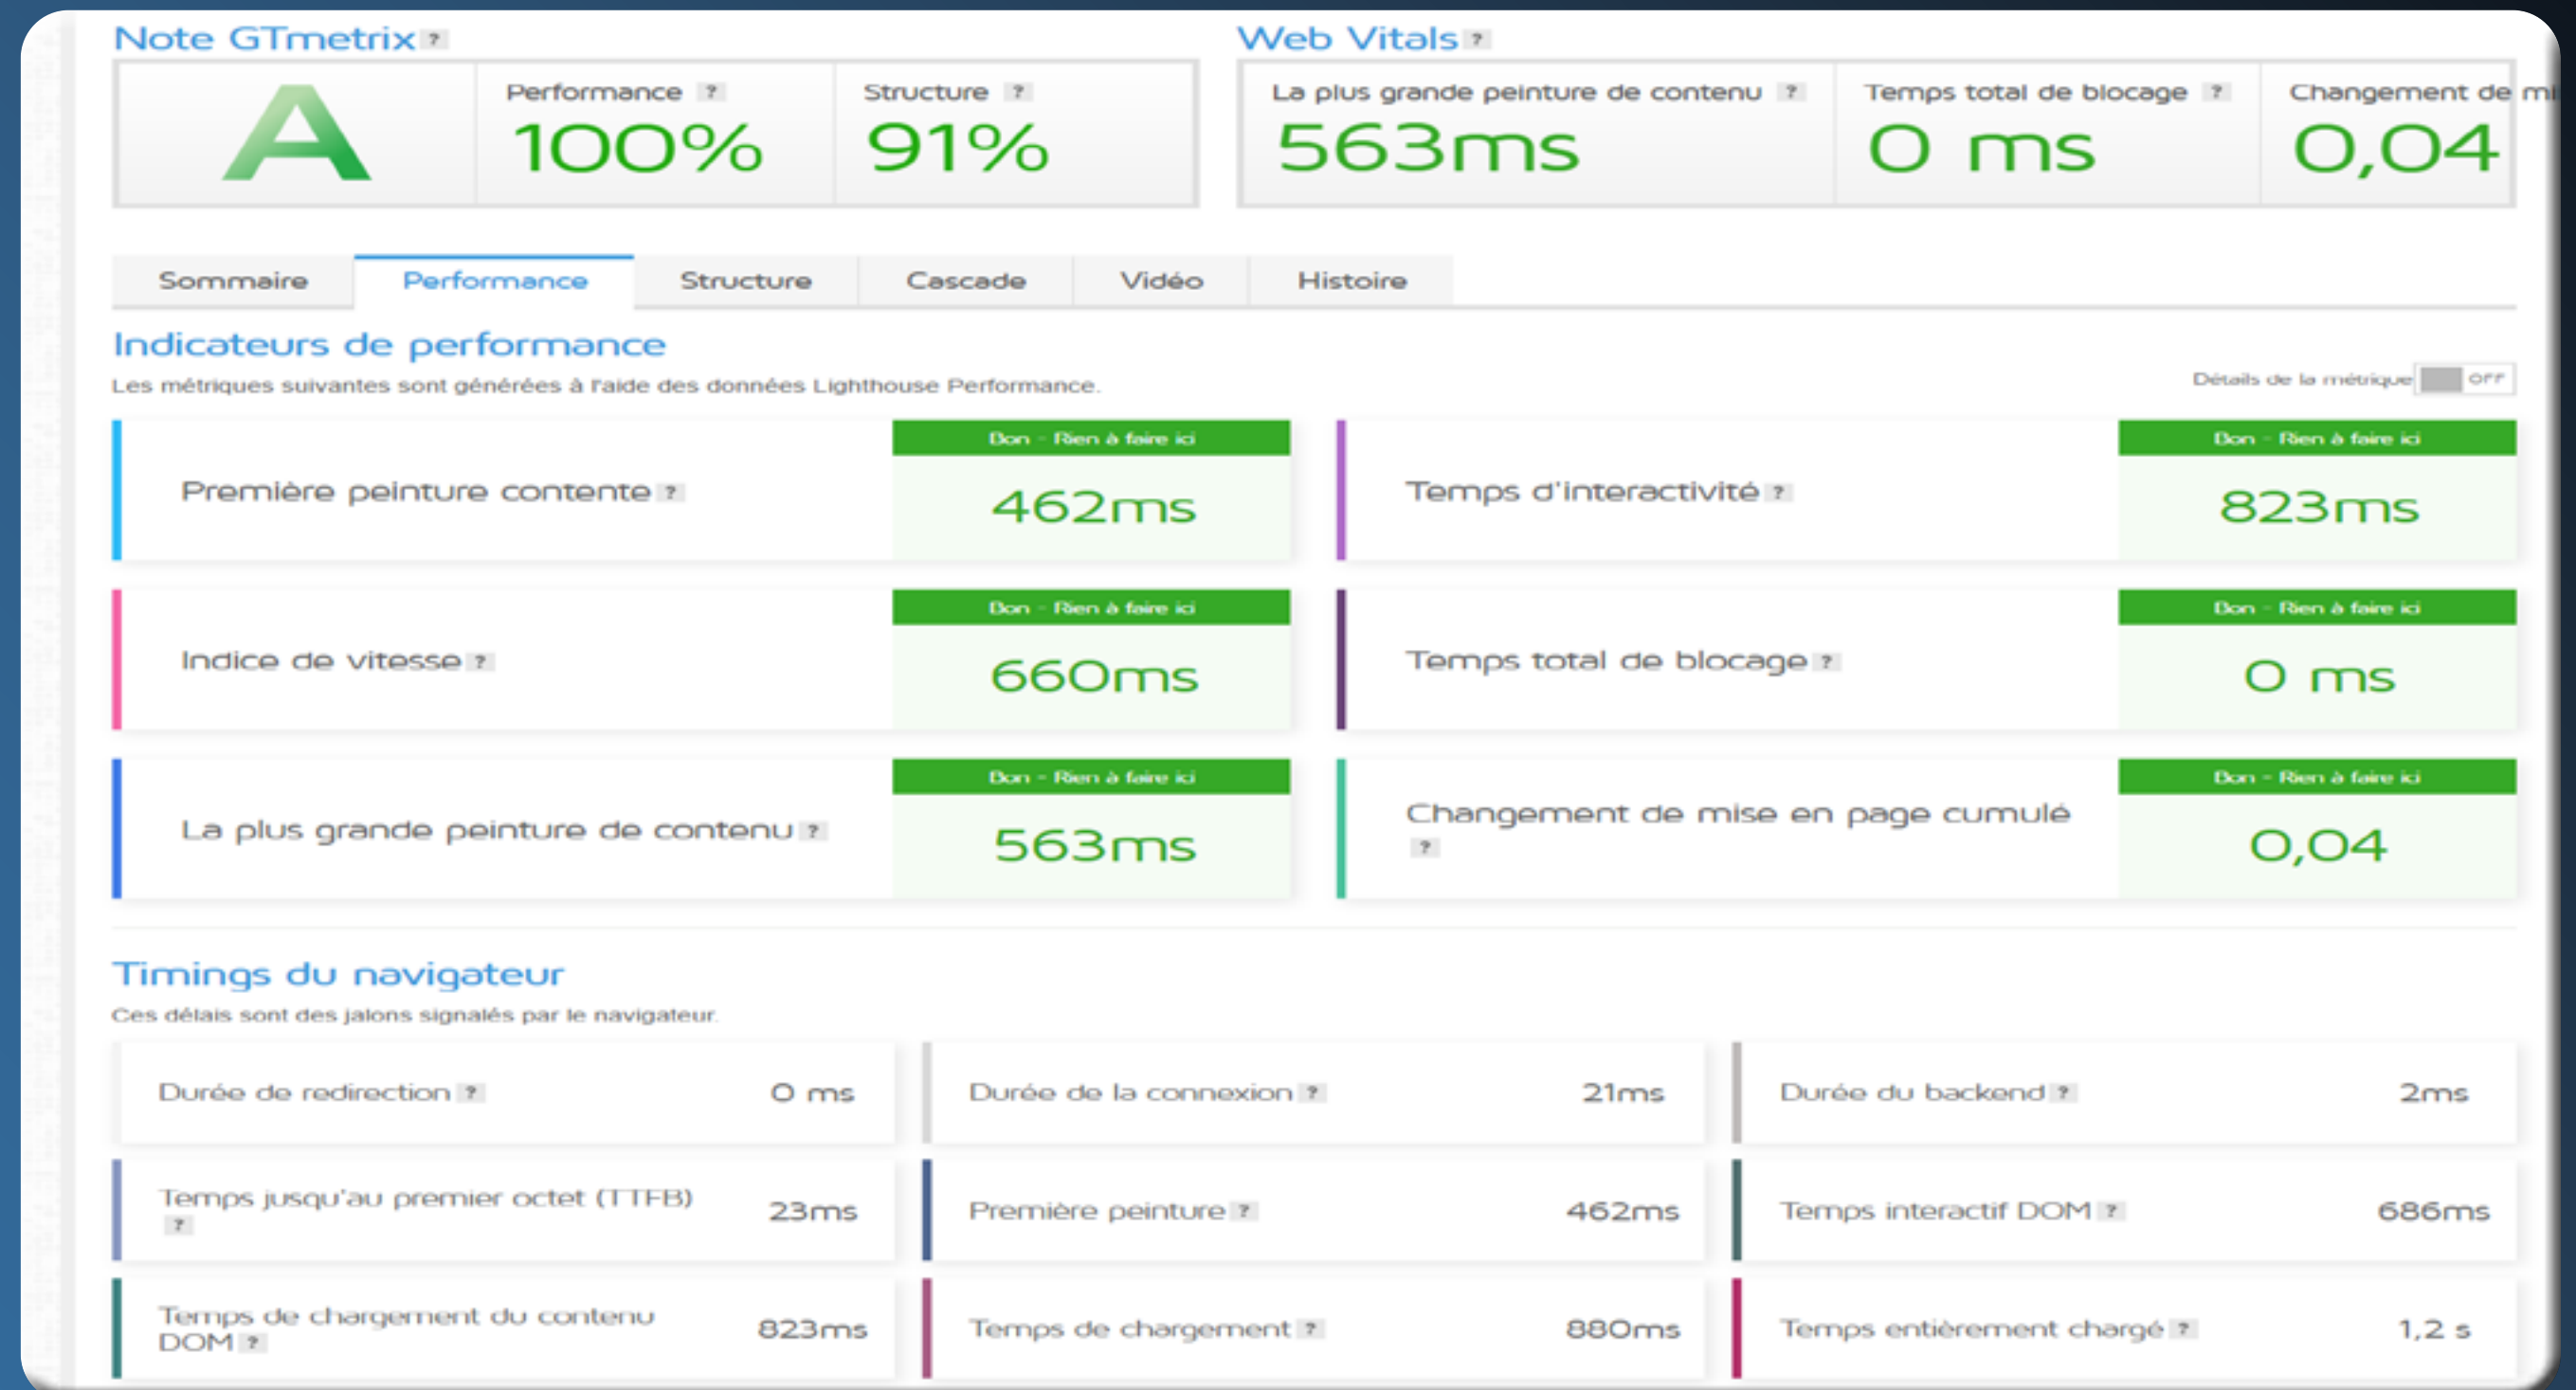 Note GTmetrix ?
Web Vitals ?
A
Performance ?
100%
Structure ?
91%
La plus grande peinture de contenu ?
563ms
Temps total de blocage ?
0 ms
Changement de mi
0,04
Sommaire
Performance
Structure
Cascade
Vidéo
Histoire
Indicateurs de performance
Les métriques suivantes sont générées à l'aide des données Lighthouse Performance.
Détails de la métrique
OFF
Première peinture contente ?
Bon - Rien à faire ici
462ms
Temps d'interactivité ?
Bon - Rien à faire ici
823ms
Indice de vitesse ?
Bon - Rien à faire ici
660ms
Temps total de blocage ?
Bon - Rien à faire ici
0 ms
La plus grande peinture de contenu ?
Bon - Rien à faire ici
563ms
Changement de mise en page cumulé
?
Bon - Rien à faire ici
0,04
Timings du navigateur
Ces délais sont des jalons signalés par le navigateur.
Durée de redirection ?
0 ms
Durée de la connexion ?
21ms
Durée du backend ?
2ms
Temps jusqu'au premier octet (TTFB)
?
23ms
Première peinture ?
462ms
Temps interactif DOM ?
686ms
Temps de chargement du contenu
DOM ?
823ms
Temps de chargement ?
880ms
Temps entièrement chargé ?
1,2 s